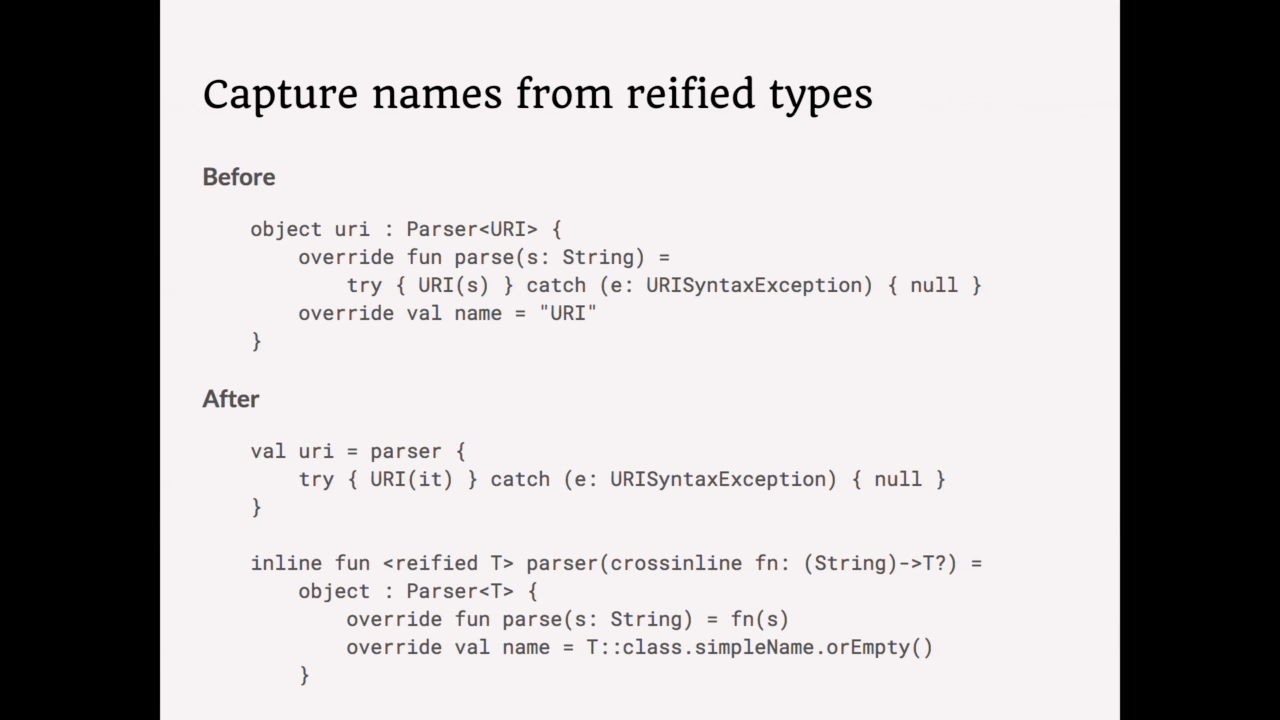 Capture names from reified types
Before
object uri : Parser<URI> {
    override fun parse(s: String) =
        try { URI(s) } catch (e: URISyntaxException) { null }
    override val name = "URI"
}
After
val uri = parser {
    try { URI(it) } catch (e: URISyntaxException) { null }
}
inline fun <reified T> parser(crossinline fn: (String)->T?) =
    object : Parser<T> {
        override fun parse(s: String) = fn(s)
        override val name = T::class.simpleName.orEmpty()
    }